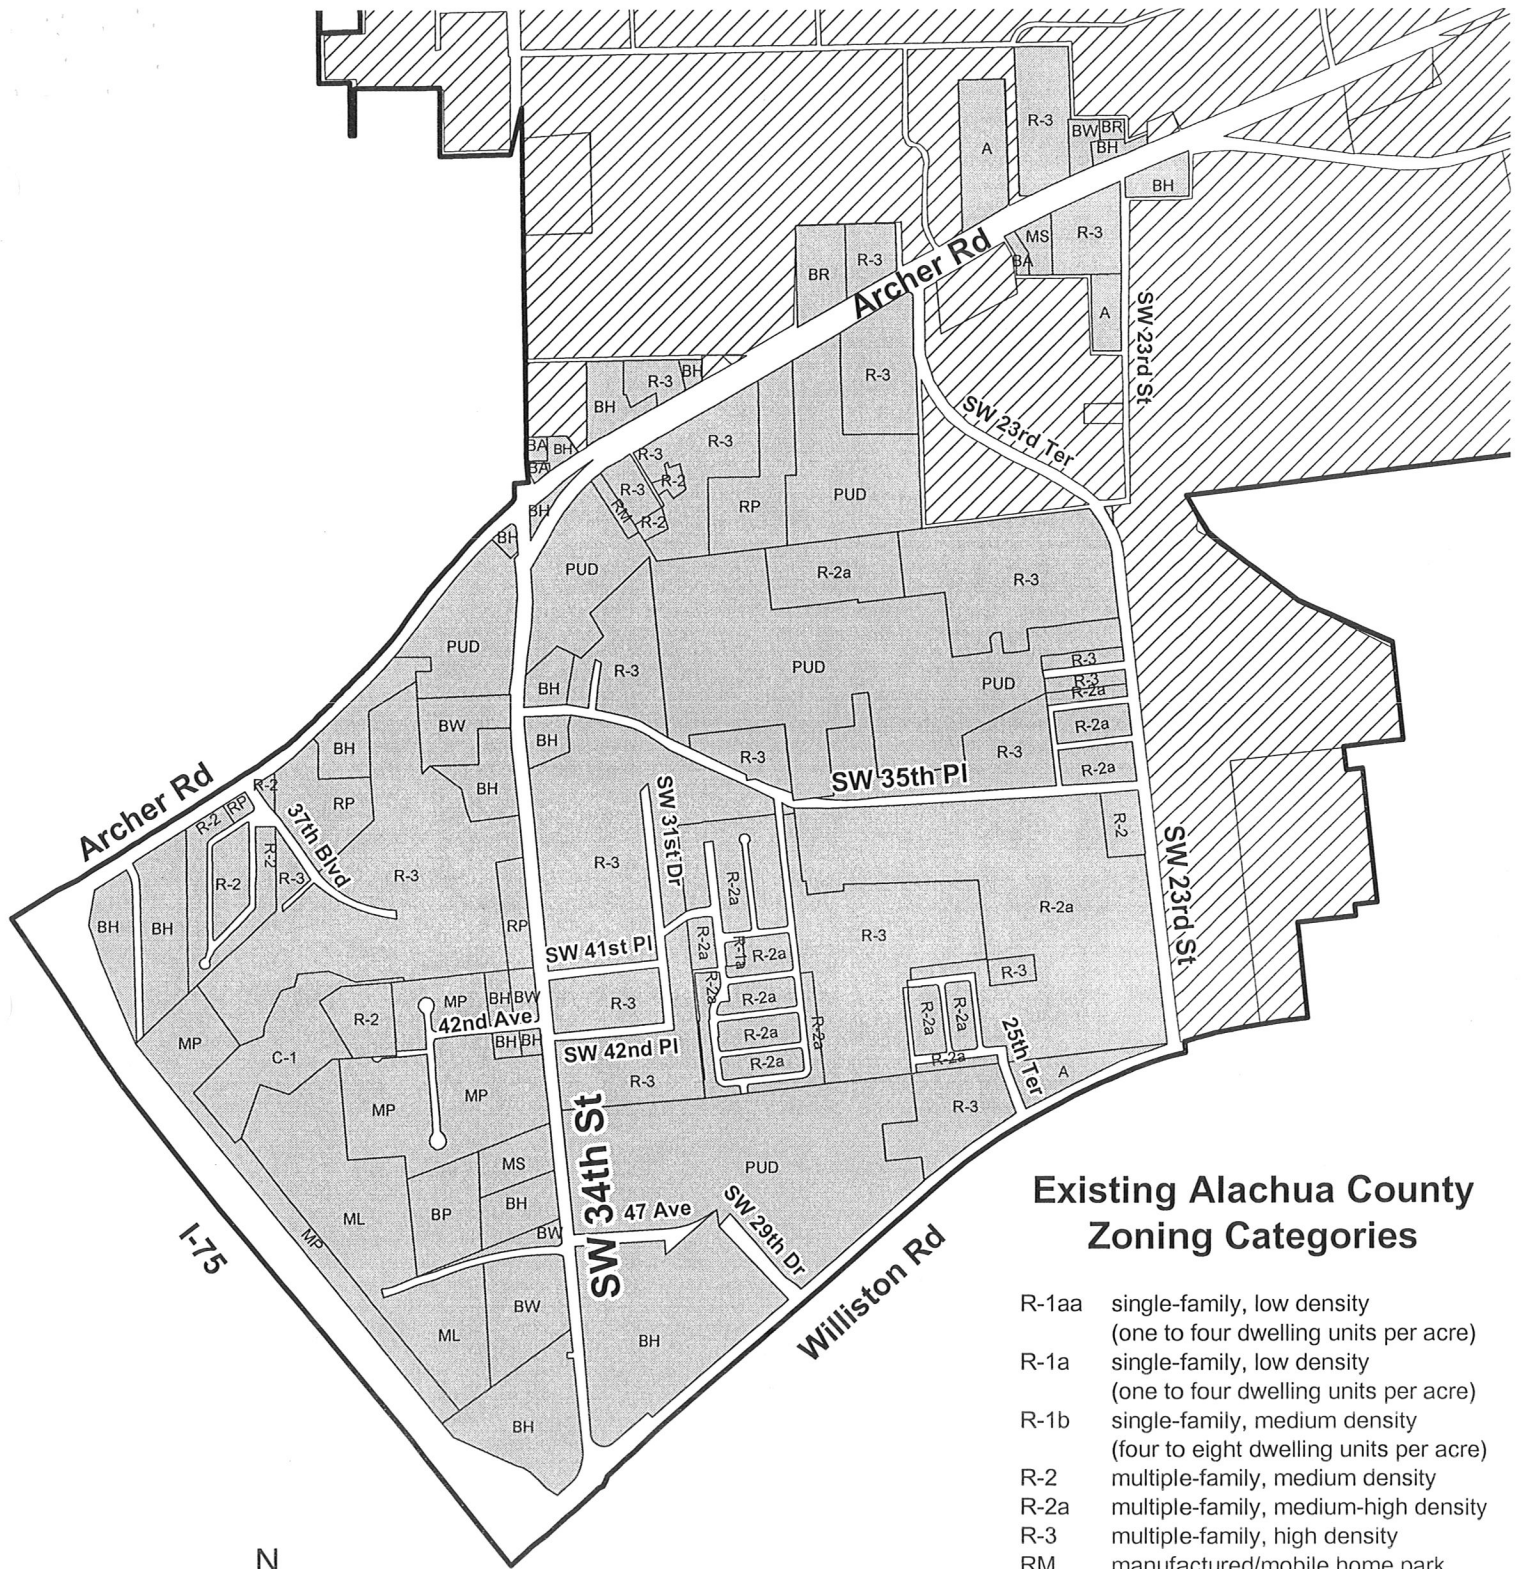 R-3
BW
BR
BH
A
BH
MS
R-3
BA
Archer Rd
BR
R-3
A
SW 23rd St
R-3
BH
R-3
BH
SW 23rd Ter
R-3
BA
BH
BA
R-3
R-3
R-2
RM
R-2
RP
PUD
BH
BH
PUD
R-2a
R-3
PUD
R-3
PUD
PUD
R-3
R-3
R-2a
BH
BW
BH
BH
R-3
R-3
R-2a
R-2a
SW 35th Pl
BH
Archer Rd
R-2
RP
R-2
RP
37th Blvd
SW 31st Dr
R-2
SW 23rd St
R-2
R-2
R-3
R-3
R-3
R-2a
R-2a
BH
BH
RP
SW 41st Pl
R-2a
R-1a
R-2a
R-3
R-3
R-2
MP
BH
BW
R-3
R-2a
R-2a
R-2a
R-2a
42nd Ave
MP
C-1
BH
BH
SW 42nd Pl
R-2a
R-2a
R-2a
R-2a
25th Ter
A
MP
MP
R-3
R-3
SW 34th St
MS
PUD
ML
BP
BH
BW
47 Ave
SW 29th Dr
MP
I-75
Williston Rd
BW
ML
BH
BH
Existing Alachua County
Zoning Categories
R-1aa single-family, low density
(one to four dwelling units per acre)
R-1a single-family, low density
(one to four dwelling units per acre)
R-1b single-family, medium density
(four to eight dwelling units per acre)
R-2 multiple-family, medium density
R-2a multiple-family, medium-high density
R-3 multiple-family, high density
RM manufactured/mobile home park
N